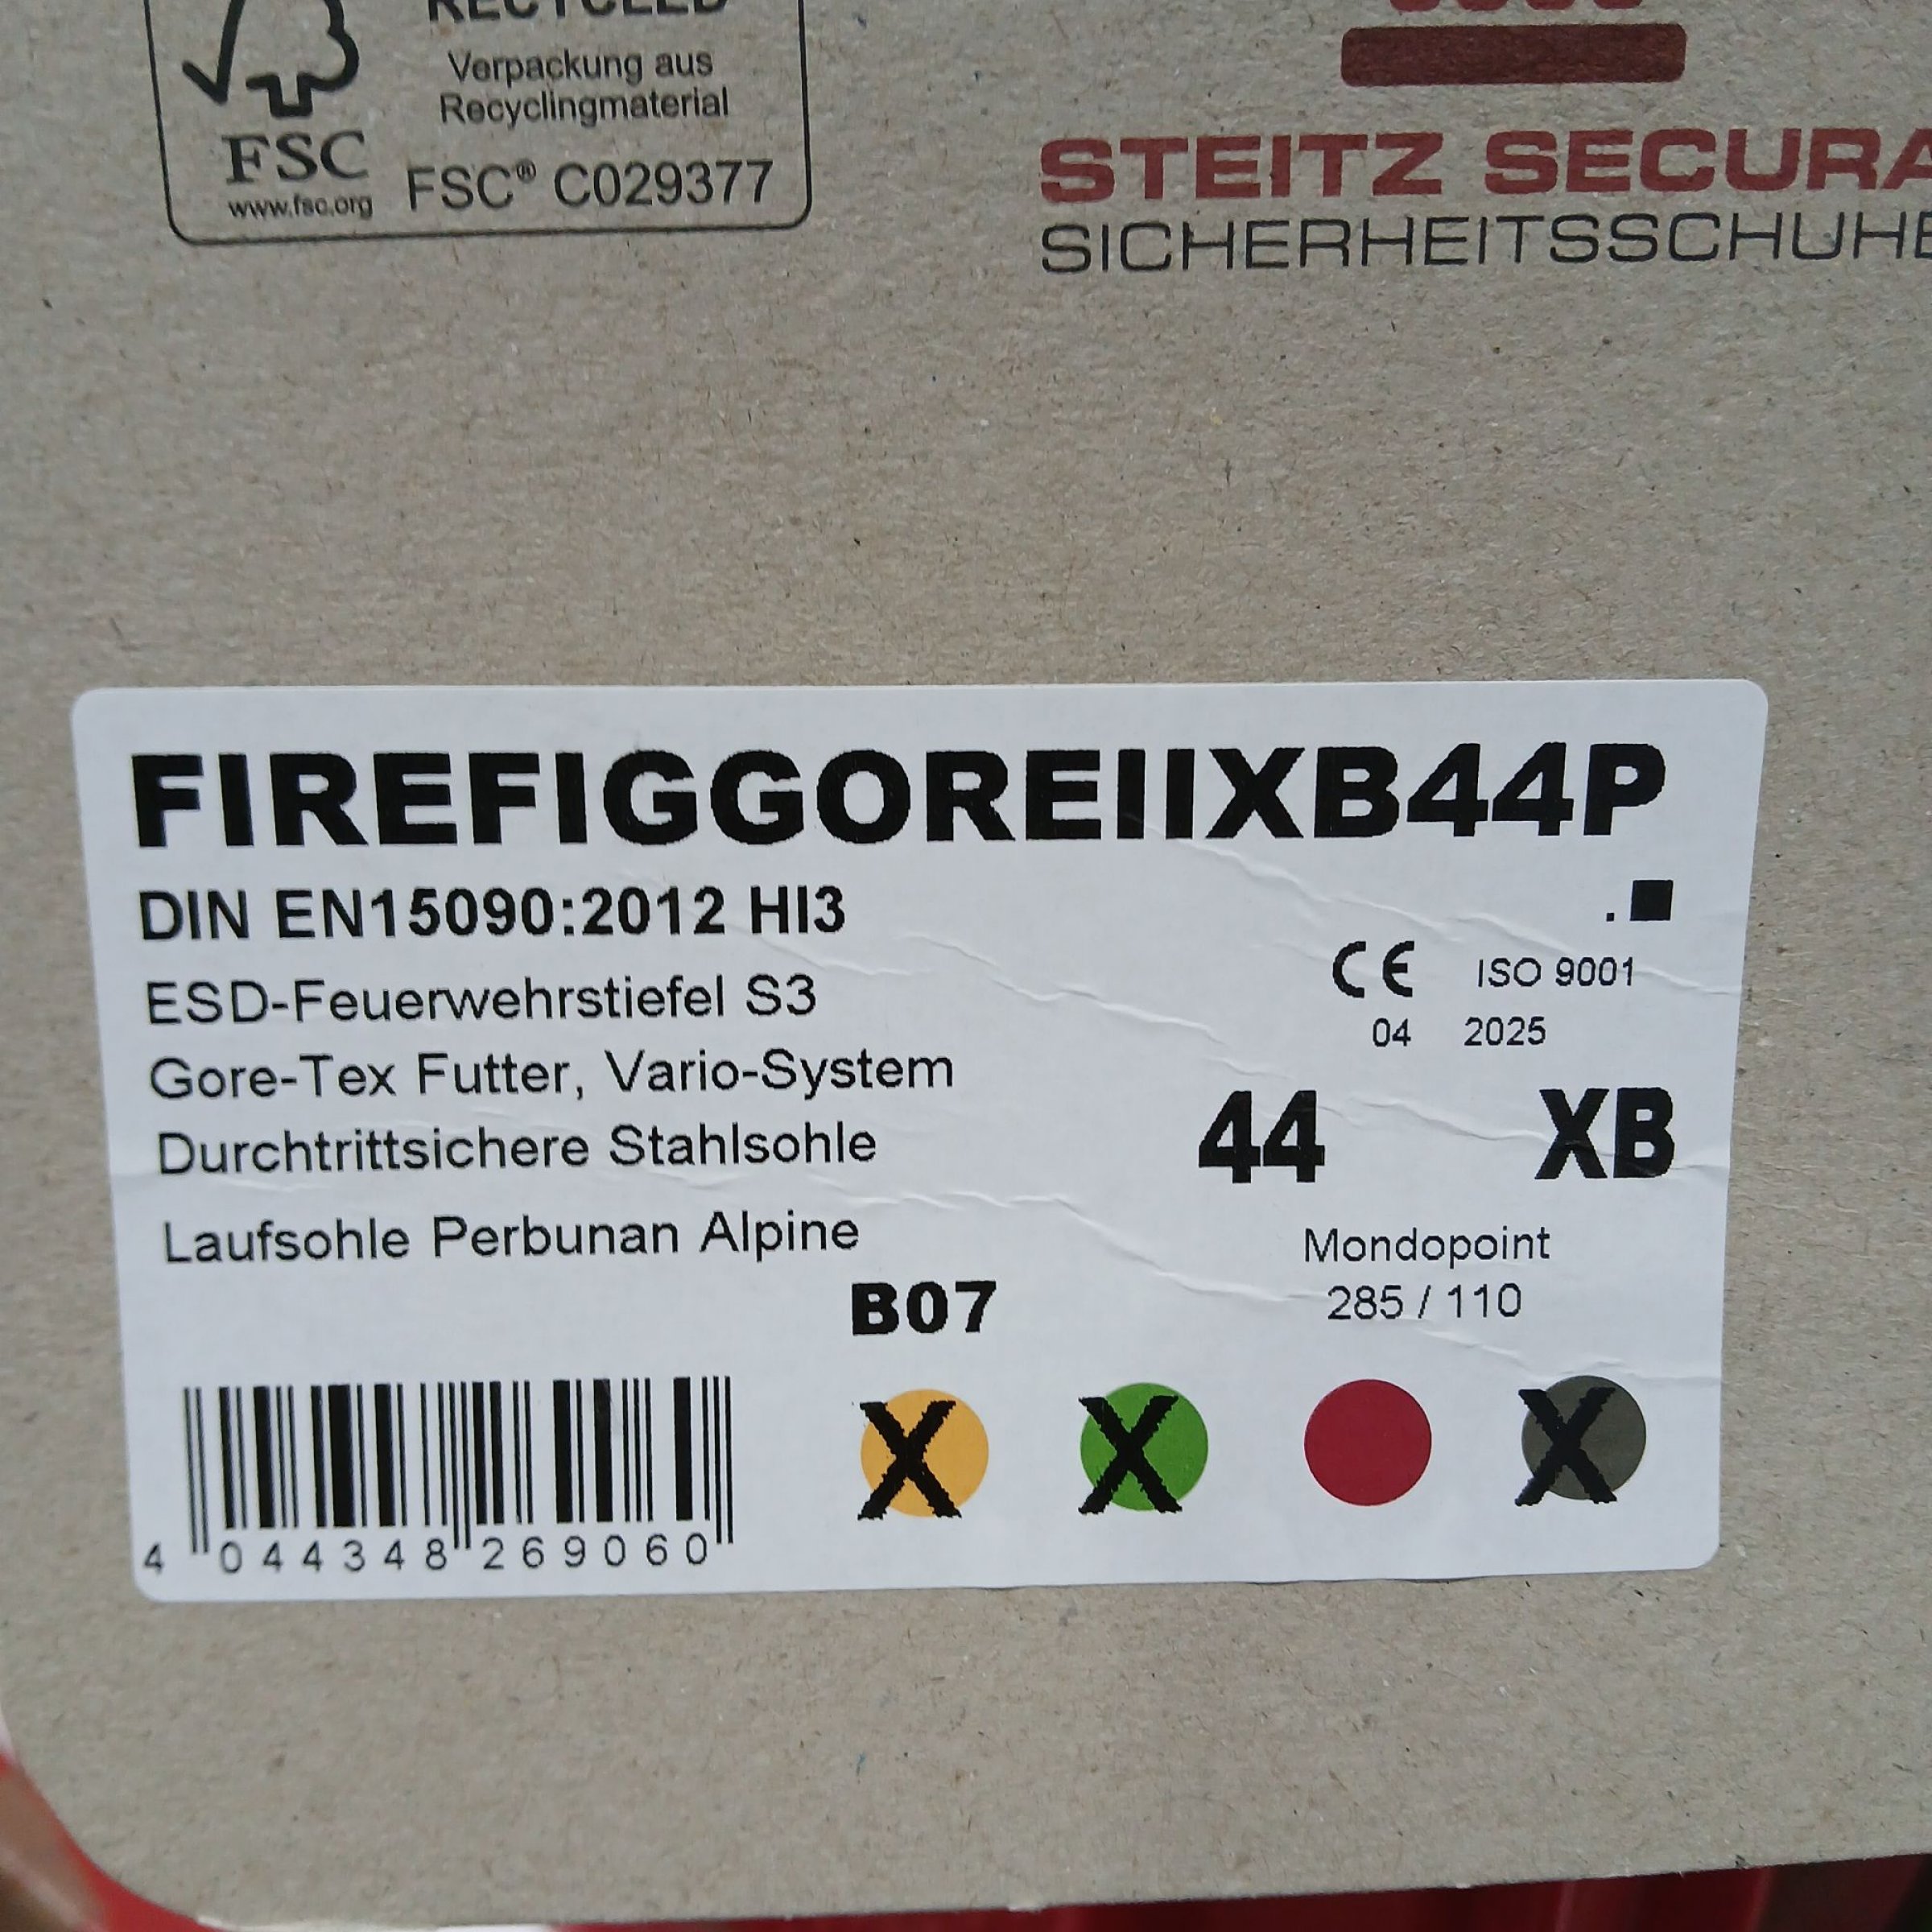 RECYCLED
Verpackung aus
Recyclingmaterial
FSC
www.fsc.org
FSC® C029377
STEITZ SECURA
SICHERHEITSSCHUHE
FIREFIGGOREIIXB44P
DIN EN15090:2012 HI3
ESD-Feuerwehrstiefel S3
Gore-Tex Futter, Vario-System
Durchtrittsichere Stahlsohle
Laufsohle Perbunan Alpine
CE ISO 9001
04 2025
44 XB
Mondopoint
285 / 110
B07
X X X
4 044348 269060